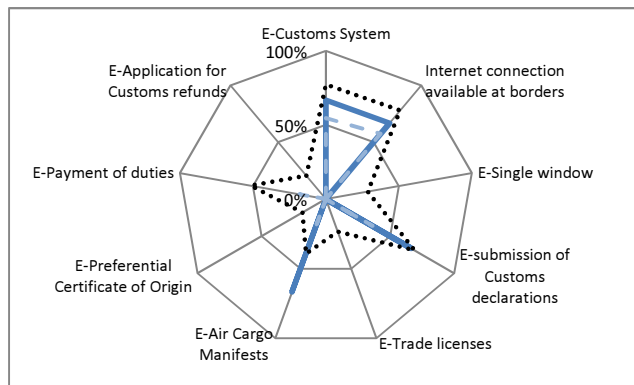 E-Customs System
100%
E-Application for
Customs refunds
Internet connection
available at borders
50%
E-Payment of duties
E-Single window
0%
E-Preferential
Certificate of Origin
E-submission of
Customs
declarations
E-Air Cargo
Manifests
E-Trade licenses